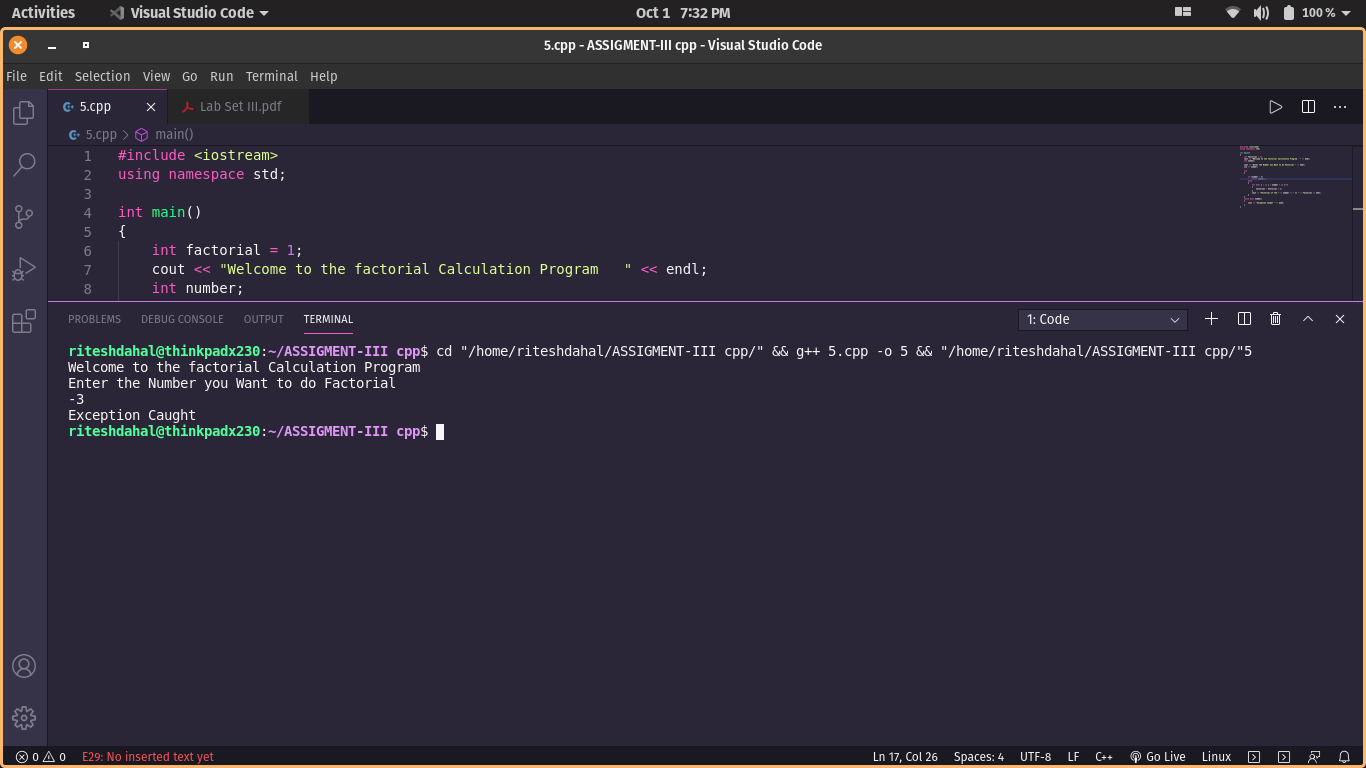 Activities Visual Studio Code Oct 1 7:32 PM 100 %
5.cpp - ASSIGMENT-III cpp - Visual Studio Code
File Edit Selection View Go Run Terminal Help
5.cpp Lab Set III.pdf
5.cpp > main()
1 #include <iostream>
2 using namespace std;
3
4 int main()
5 {
6 int factorial = 1;
7 cout << "Welcome to the factorial Calculation Program   " << endl;
8 int number;
PROBLEMS DEBUG CONSOLE OUTPUT TERMINAL 1: Code
riteshdahal@thinkpadx230:~/ASSIGMENT-III cpp$ cd "/home/riteshdahal/ASSIGMENT-III cpp/" && g++ 5.cpp -o 5 && "/home/riteshdahal/ASSIGMENT-III cpp/"5
Welcome to the factorial Calculation Program
Enter the Number you Want to do Factorial
-3
Exception Caught
riteshdahal@thinkpadx230:~/ASSIGMENT-III cpp$
0 0 E29: No inserted text yet Ln 17, Col 26 Spaces: 4 UTF-8 LF C++ Go Live Linux